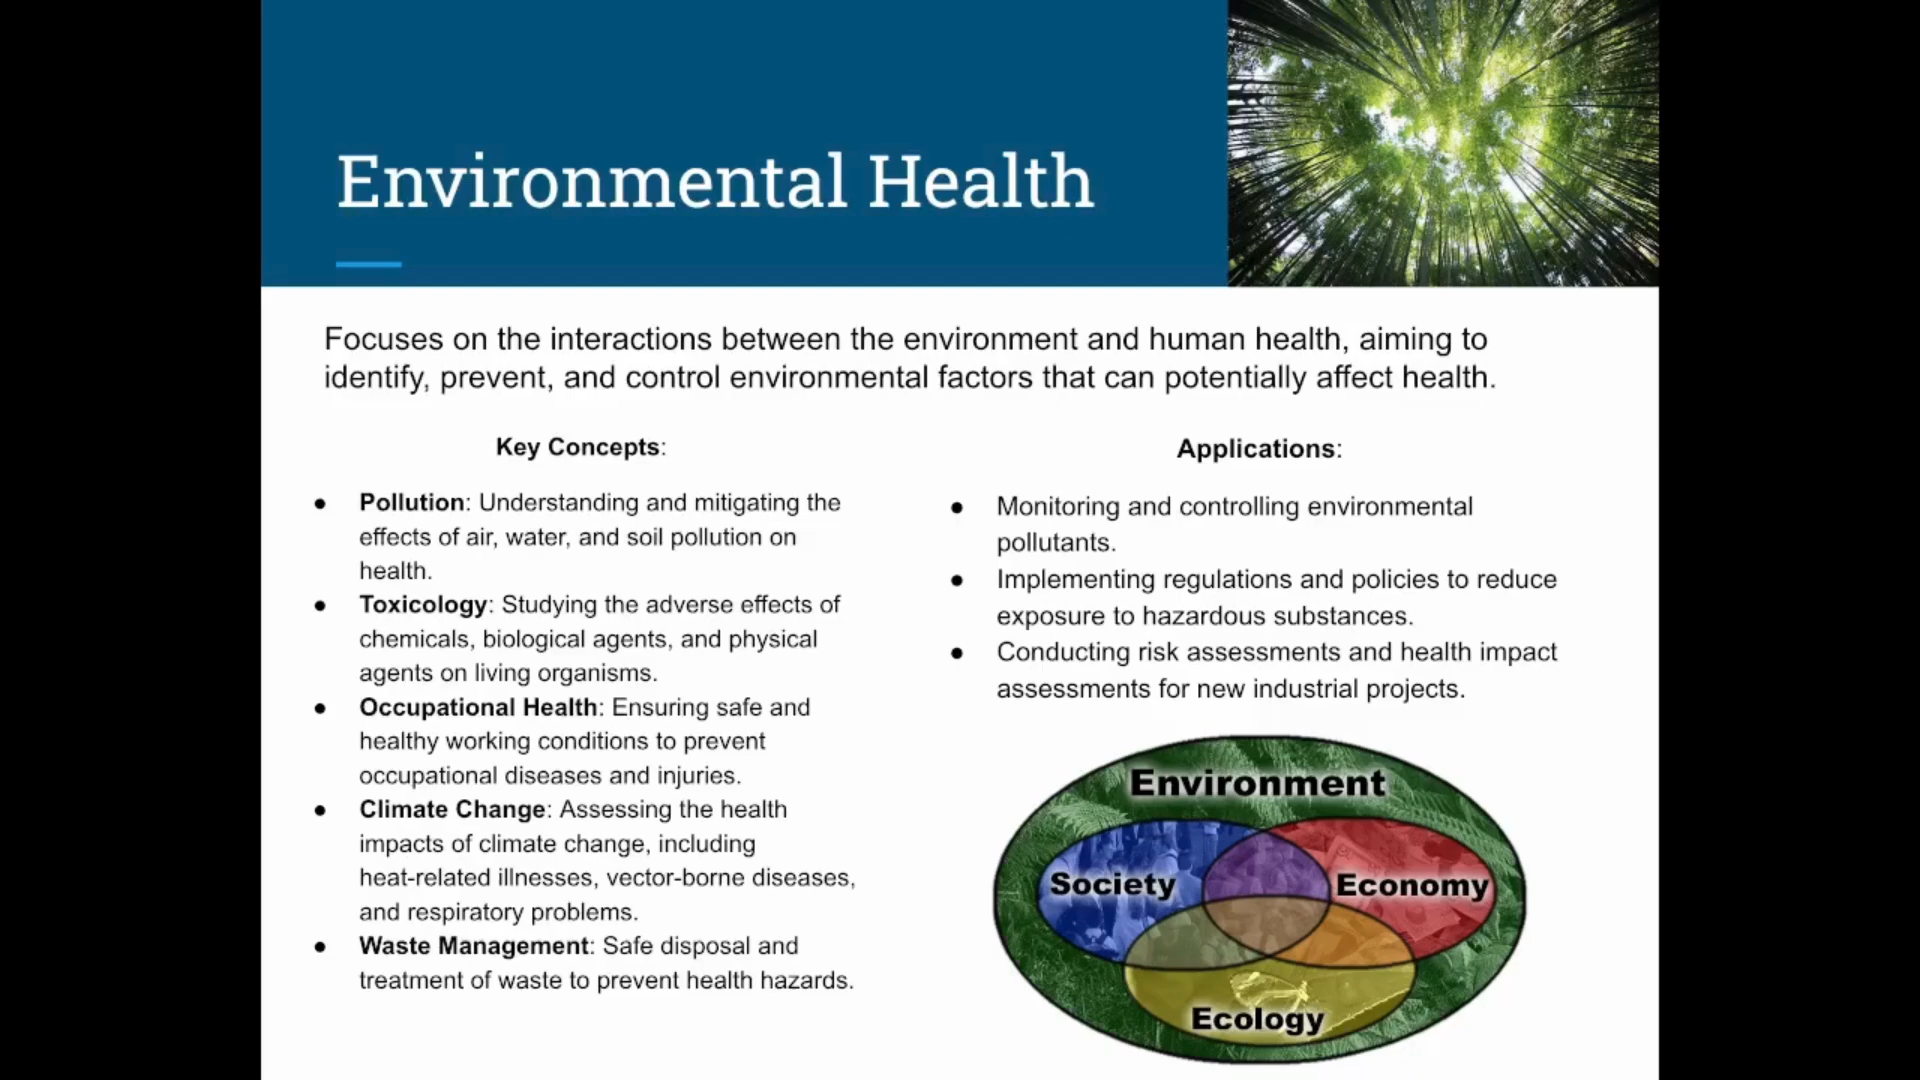 Environmental Health
Focuses on the interactions between the environment and human health, aiming to
identify, prevent, and control environmental factors that can potentially affect health.
Key Concepts:
● Pollution: Understanding and mitigating the
effects of air, water, and soil pollution on
health.
● Toxicology: Studying the adverse effects of
chemicals, biological agents, and physical
agents on living organisms.
● Occupational Health: Ensuring safe and
healthy working conditions to prevent
occupational diseases and injuries.
● Climate Change: Assessing the health
impacts of climate change, including
heat-related illnesses, vector-borne diseases,
and respiratory problems.
● Waste Management: Safe disposal and
treatment of waste to prevent health hazards.
Applications:
● Monitoring and controlling environmental
pollutants.
● Implementing regulations and policies to reduce
exposure to hazardous substances.
● Conducting risk assessments and health impact
assessments for new industrial projects.
Environment
Society
Economy
Ecology